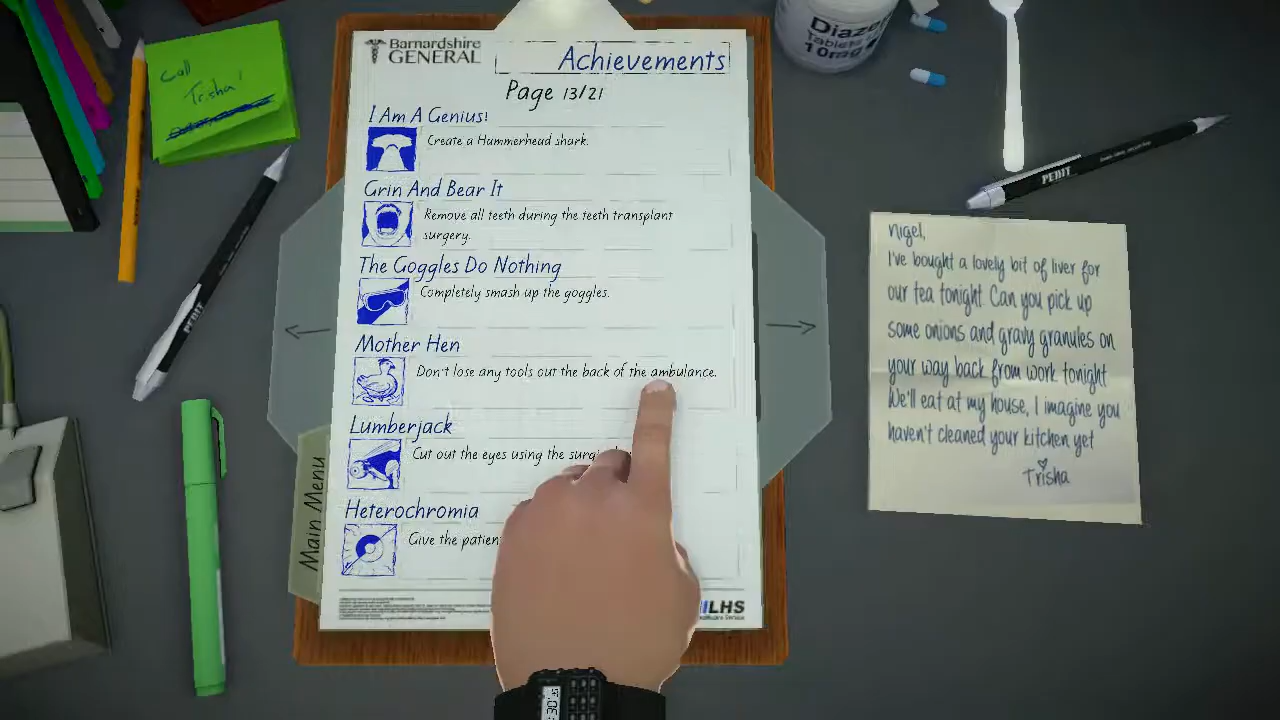 Call
Trisha!
Barnardshire
GENERAL
Achievements
Page 13/21
I Am A Genius!
Create a Hammerhead shark.
Grin And Bear It
Remove all teeth during the teeth transplant
surgery.
The Goggles Do Nothing
Completely smash up the goggles.
Mother Hen
Don't lose any tools out the back of the ambulance.
Lumberjack
Cut out the eyes using the
Heterochromia
Give the
LHS
Main Menu
Tablets
10mg
PENIT
PENIT
Nigel,
I've bought a lovely bit of liver for
our tea tonight Can you pick up
some onions and gravy granules on
your way back from work tonight
We'll eat at my house, I imagine you
haven't cleaned your kitchen yet
Trisha